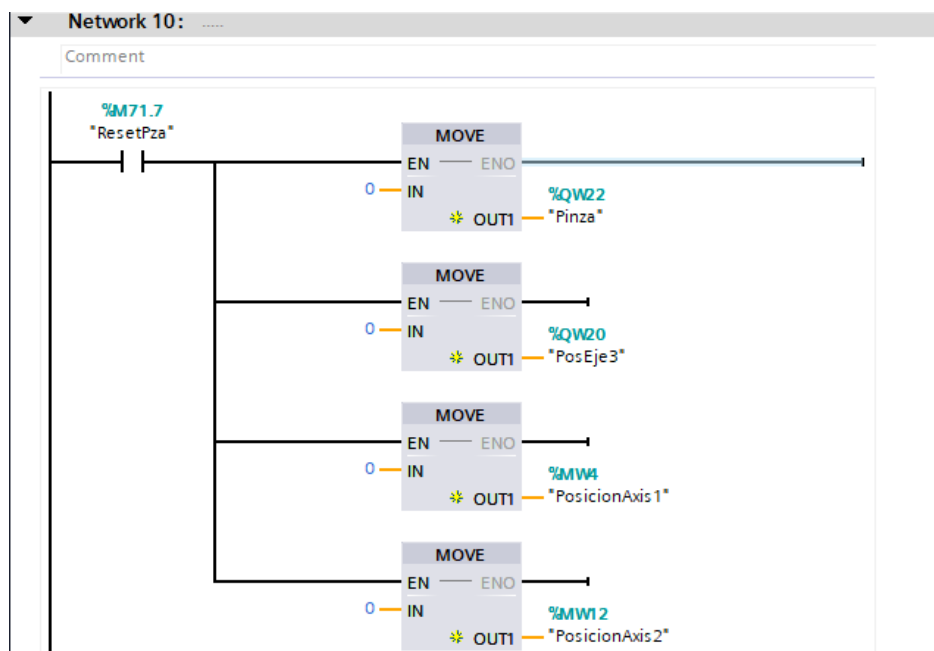 Network 10: .....
Comment
%M71.7
"ResetPza"
MOVE
EN ENO
0 IN
%QW22
OUT1 "Pinza"
MOVE
EN ENO
0 IN
%QW20
OUT1 "PosEje3"
MOVE
EN ENO
0 IN
%MW4
OUT1 "PosicionAxis1"
MOVE
EN ENO
0 IN
%MW12
OUT1 "PosicionAxis2"